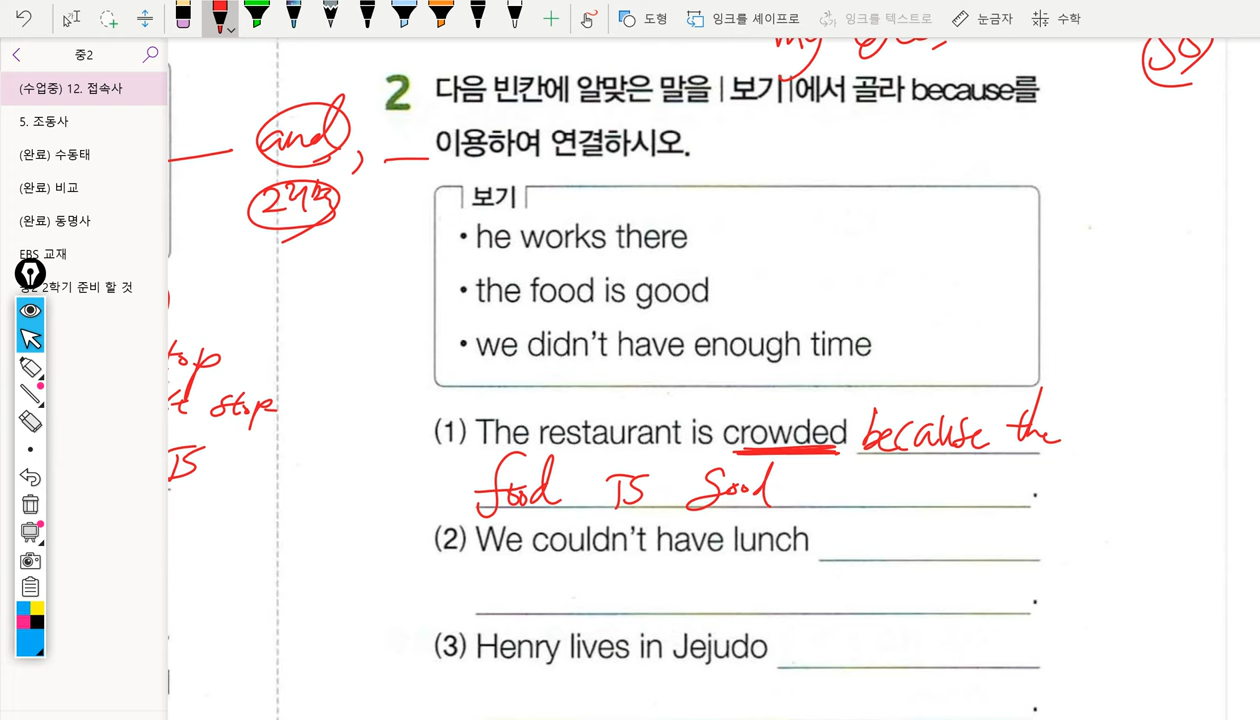 도형
잉크를 셰이프로
잉크를 텍스트로
눈금자
수학
중2
(수업중) 12. 접속사
5. 조동사
(완료) 수동태
(완료) 비교
(완료) 동명사
EBS 교재
2학기 준비 할 것
and,
stop
2 다음 빈칸에 알맞은 말을 | 보기 |에서 골라 because를
이용하여 연결하시오.
보기
• he works there
• the food is good
• we didn't have enough time
(1) The restaurant is crowded because the
food is good.
(2) We couldn't have lunch
.
(3) Henry lives in Jejudo
.